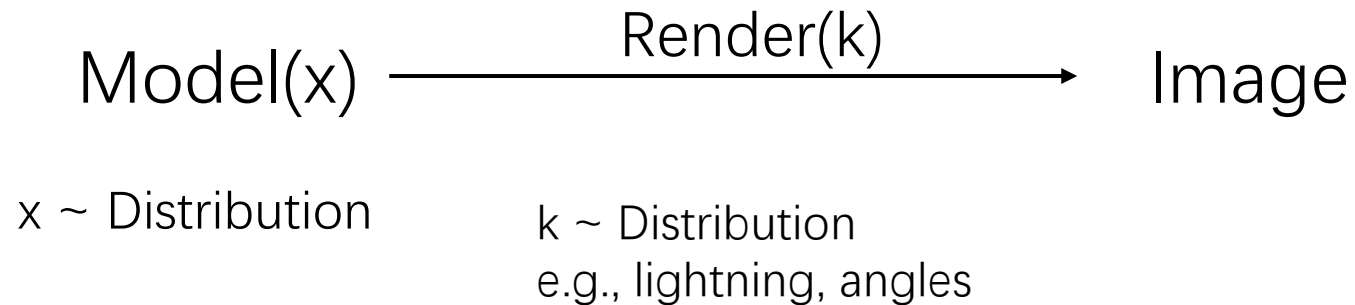 Render(k)
Model(x) Image
x ~ Distribution
k ~ Distribution
e.g., lightning, angles